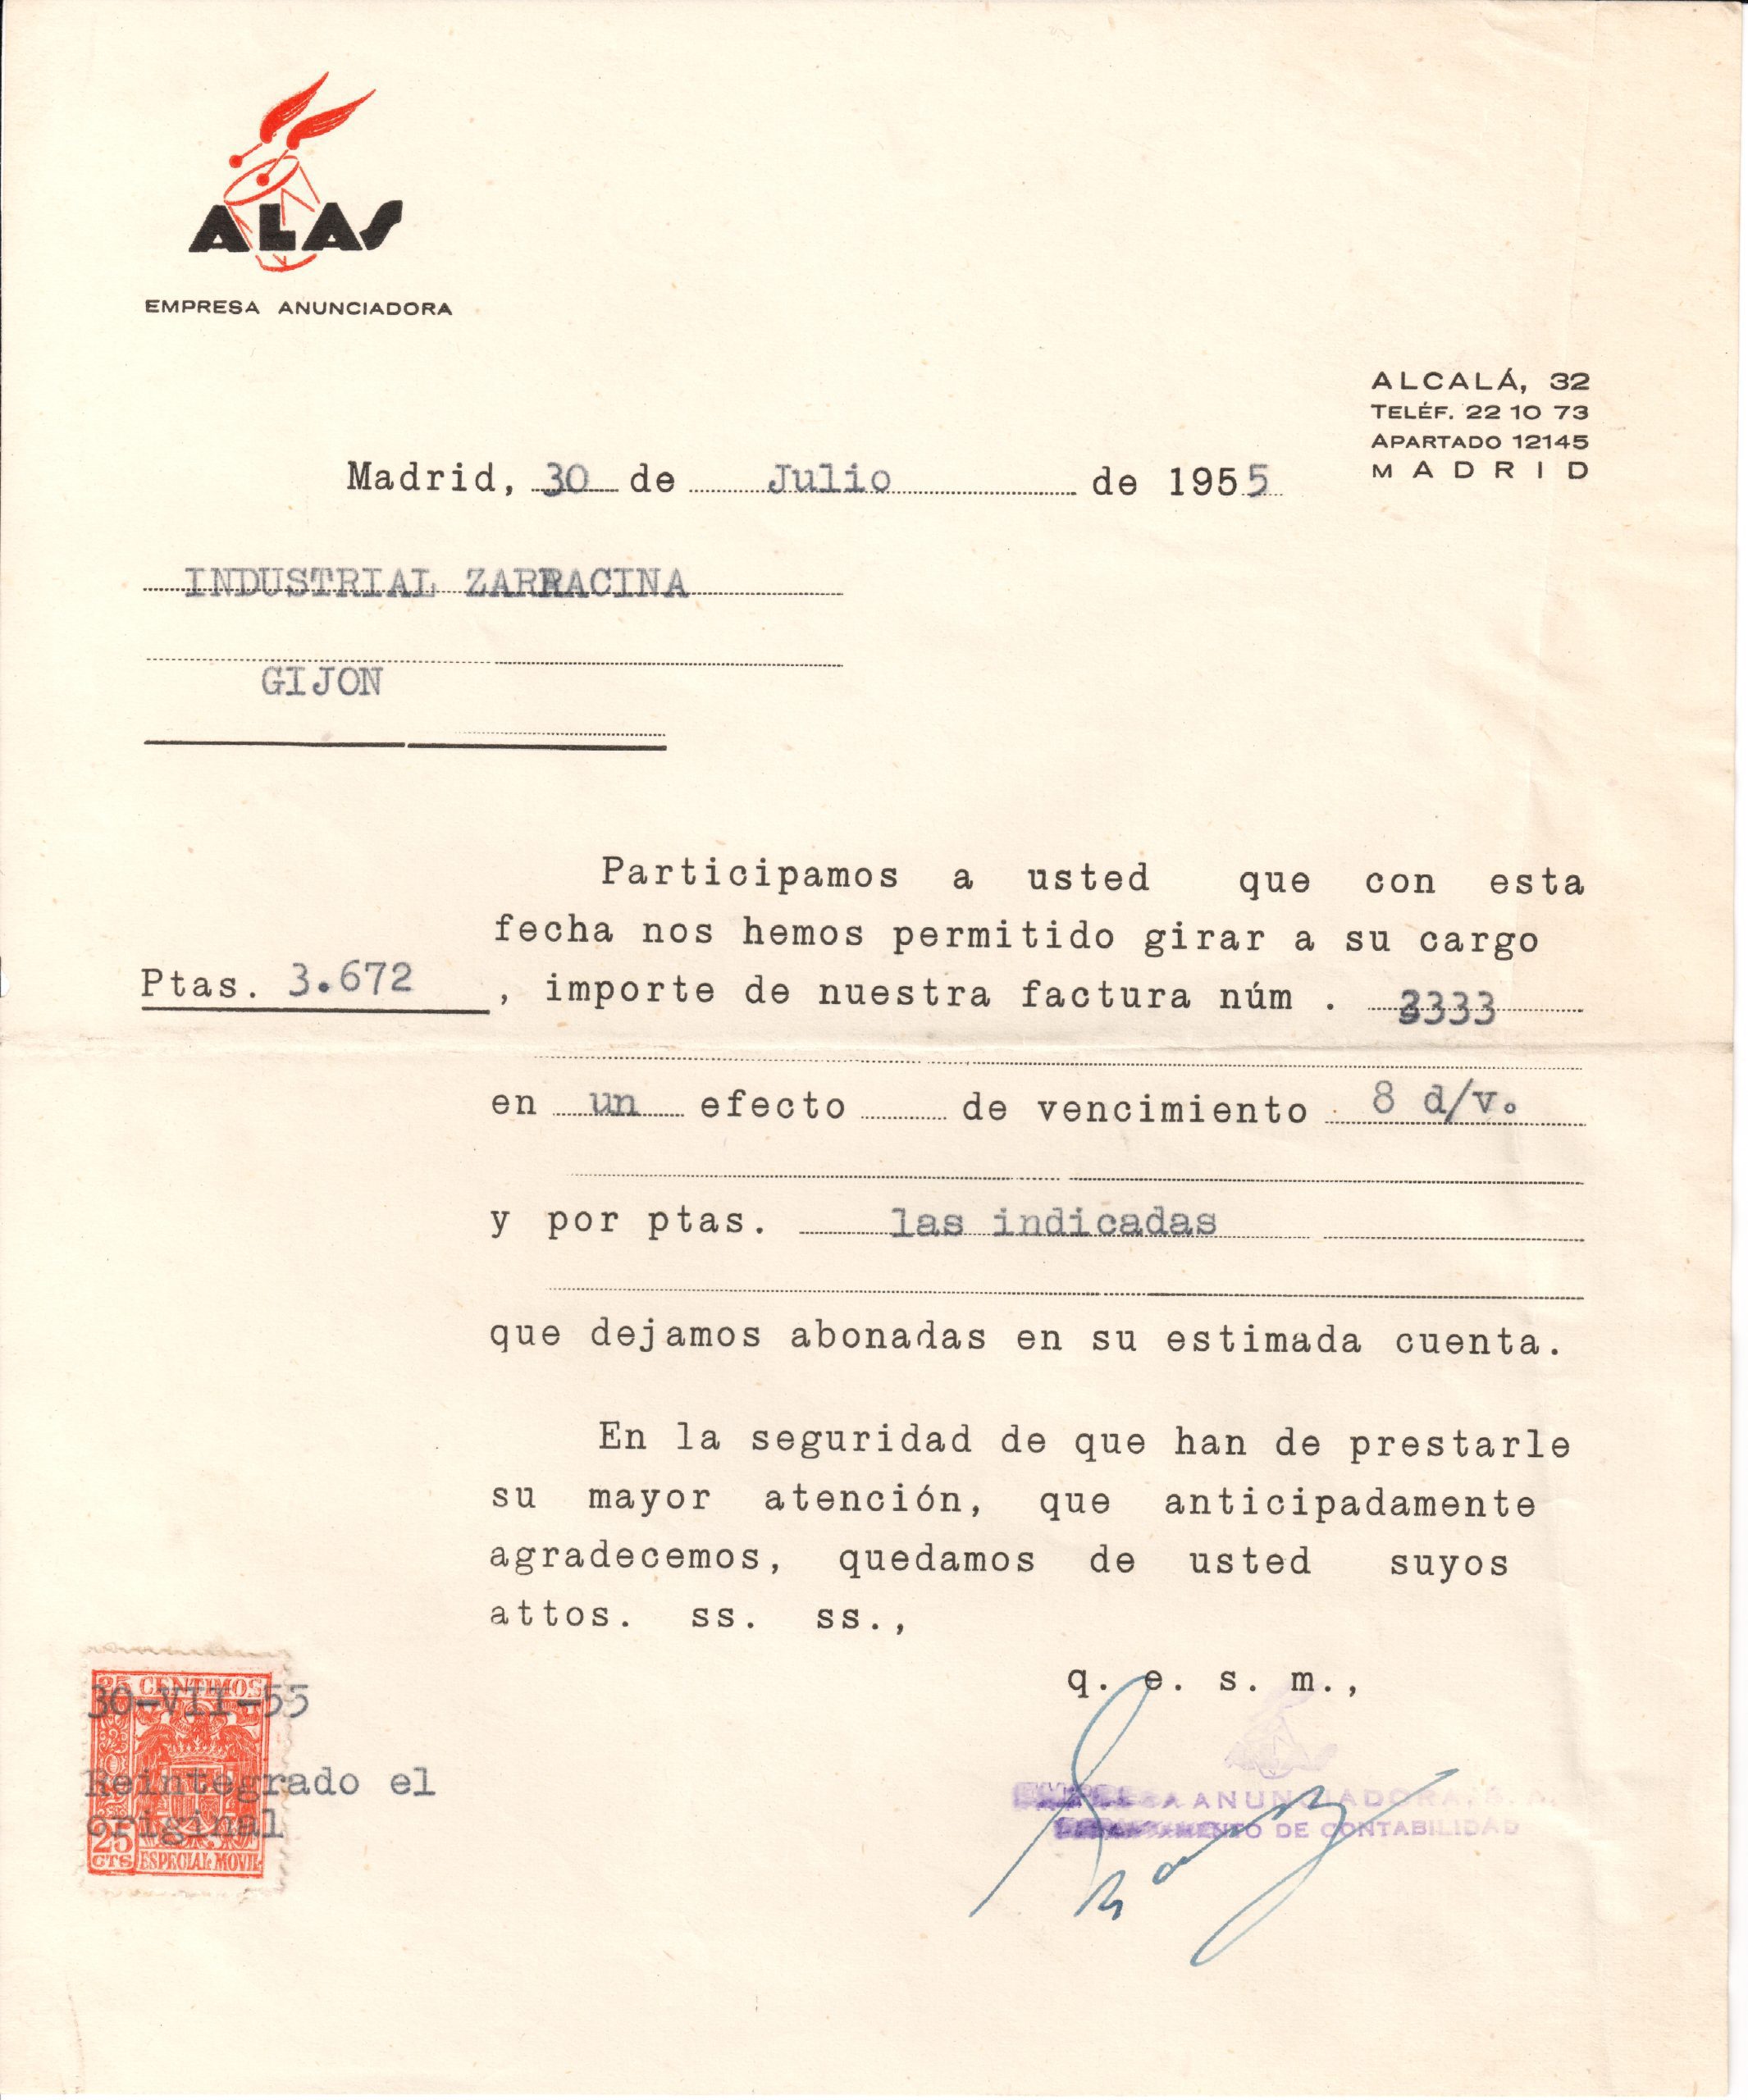 ALAS
EMPRESA ANUNCIADORA
ALCALÁ, 32
TELÉF. 22 10 73
APARTADO 12145
MADRID
Madrid, 30 de Julio de 1955
INDUSTRIAL ZARRACINA
GIJON
Participamos a usted que con esta
fecha nos hemos permitido girar a su cargo
Ptas. 3.672 , importe de nuestra factura núm. 3333
en un efecto de vencimiento 8 d/v.
y por ptas. las indicadas
que dejamos abonadas en su estimada cuenta.
En la seguridad de que han de prestarle
su mayor atención, que anticipadamente
agradecemos, quedamos de usted suyos
attos. ss. ss.,
q. e. s. m.,
25 CENTIMOS
30-VII-55
Reintegrado el
original
25
CTS ESPECIAL MOVIL
ANUNCIADORA, S. A.
DE CONTABILIDAD